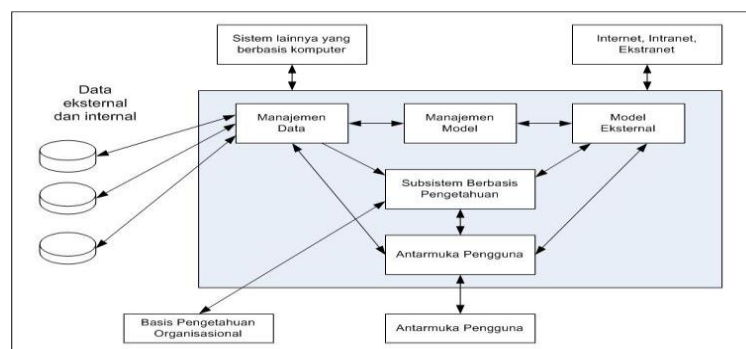 Sistem lainnya yang
berbasis komputer
Internet, Intranet,
Ekstranet
Data
eksternal
dan internal
Manajemen
Data
Manajemen
Model
Model
Eksternal
Subsistem Berbasis
Pengetahuan
Antarmuka Pengguna
Basis Pengetahuan
Organisasional
Antarmuka Pengguna